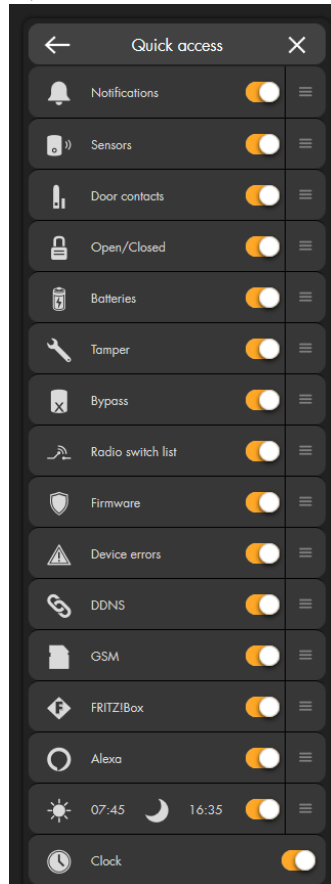 Quick access
Notifications
Sensors
Door contacts
Open/Closed
Batteries
Tamper
Bypass
Radio switch list
Firmware
Device errors
DDNS
GSM
FRITZ!Box
Alexa
07:45 16:35
Clock